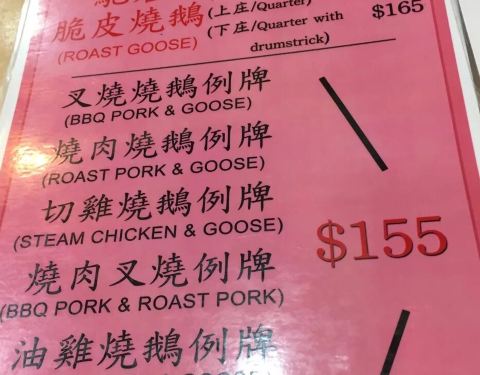 脆皮燒鵝 (上庄/Quarter)
(ROAST GOOSE) (下庄/Quarter with drumstrick)
$165
叉燒燒鵝例牌
(BBQ PORK & GOOSE)
燒肉燒鵝例牌
(ROAST PORK & GOOSE)
切雞燒鵝例牌
(STEAM CHICKEN & GOOSE)
$155
燒肉叉燒例牌
(BBQ PORK & ROAST PORK)
油雞燒鵝例牌